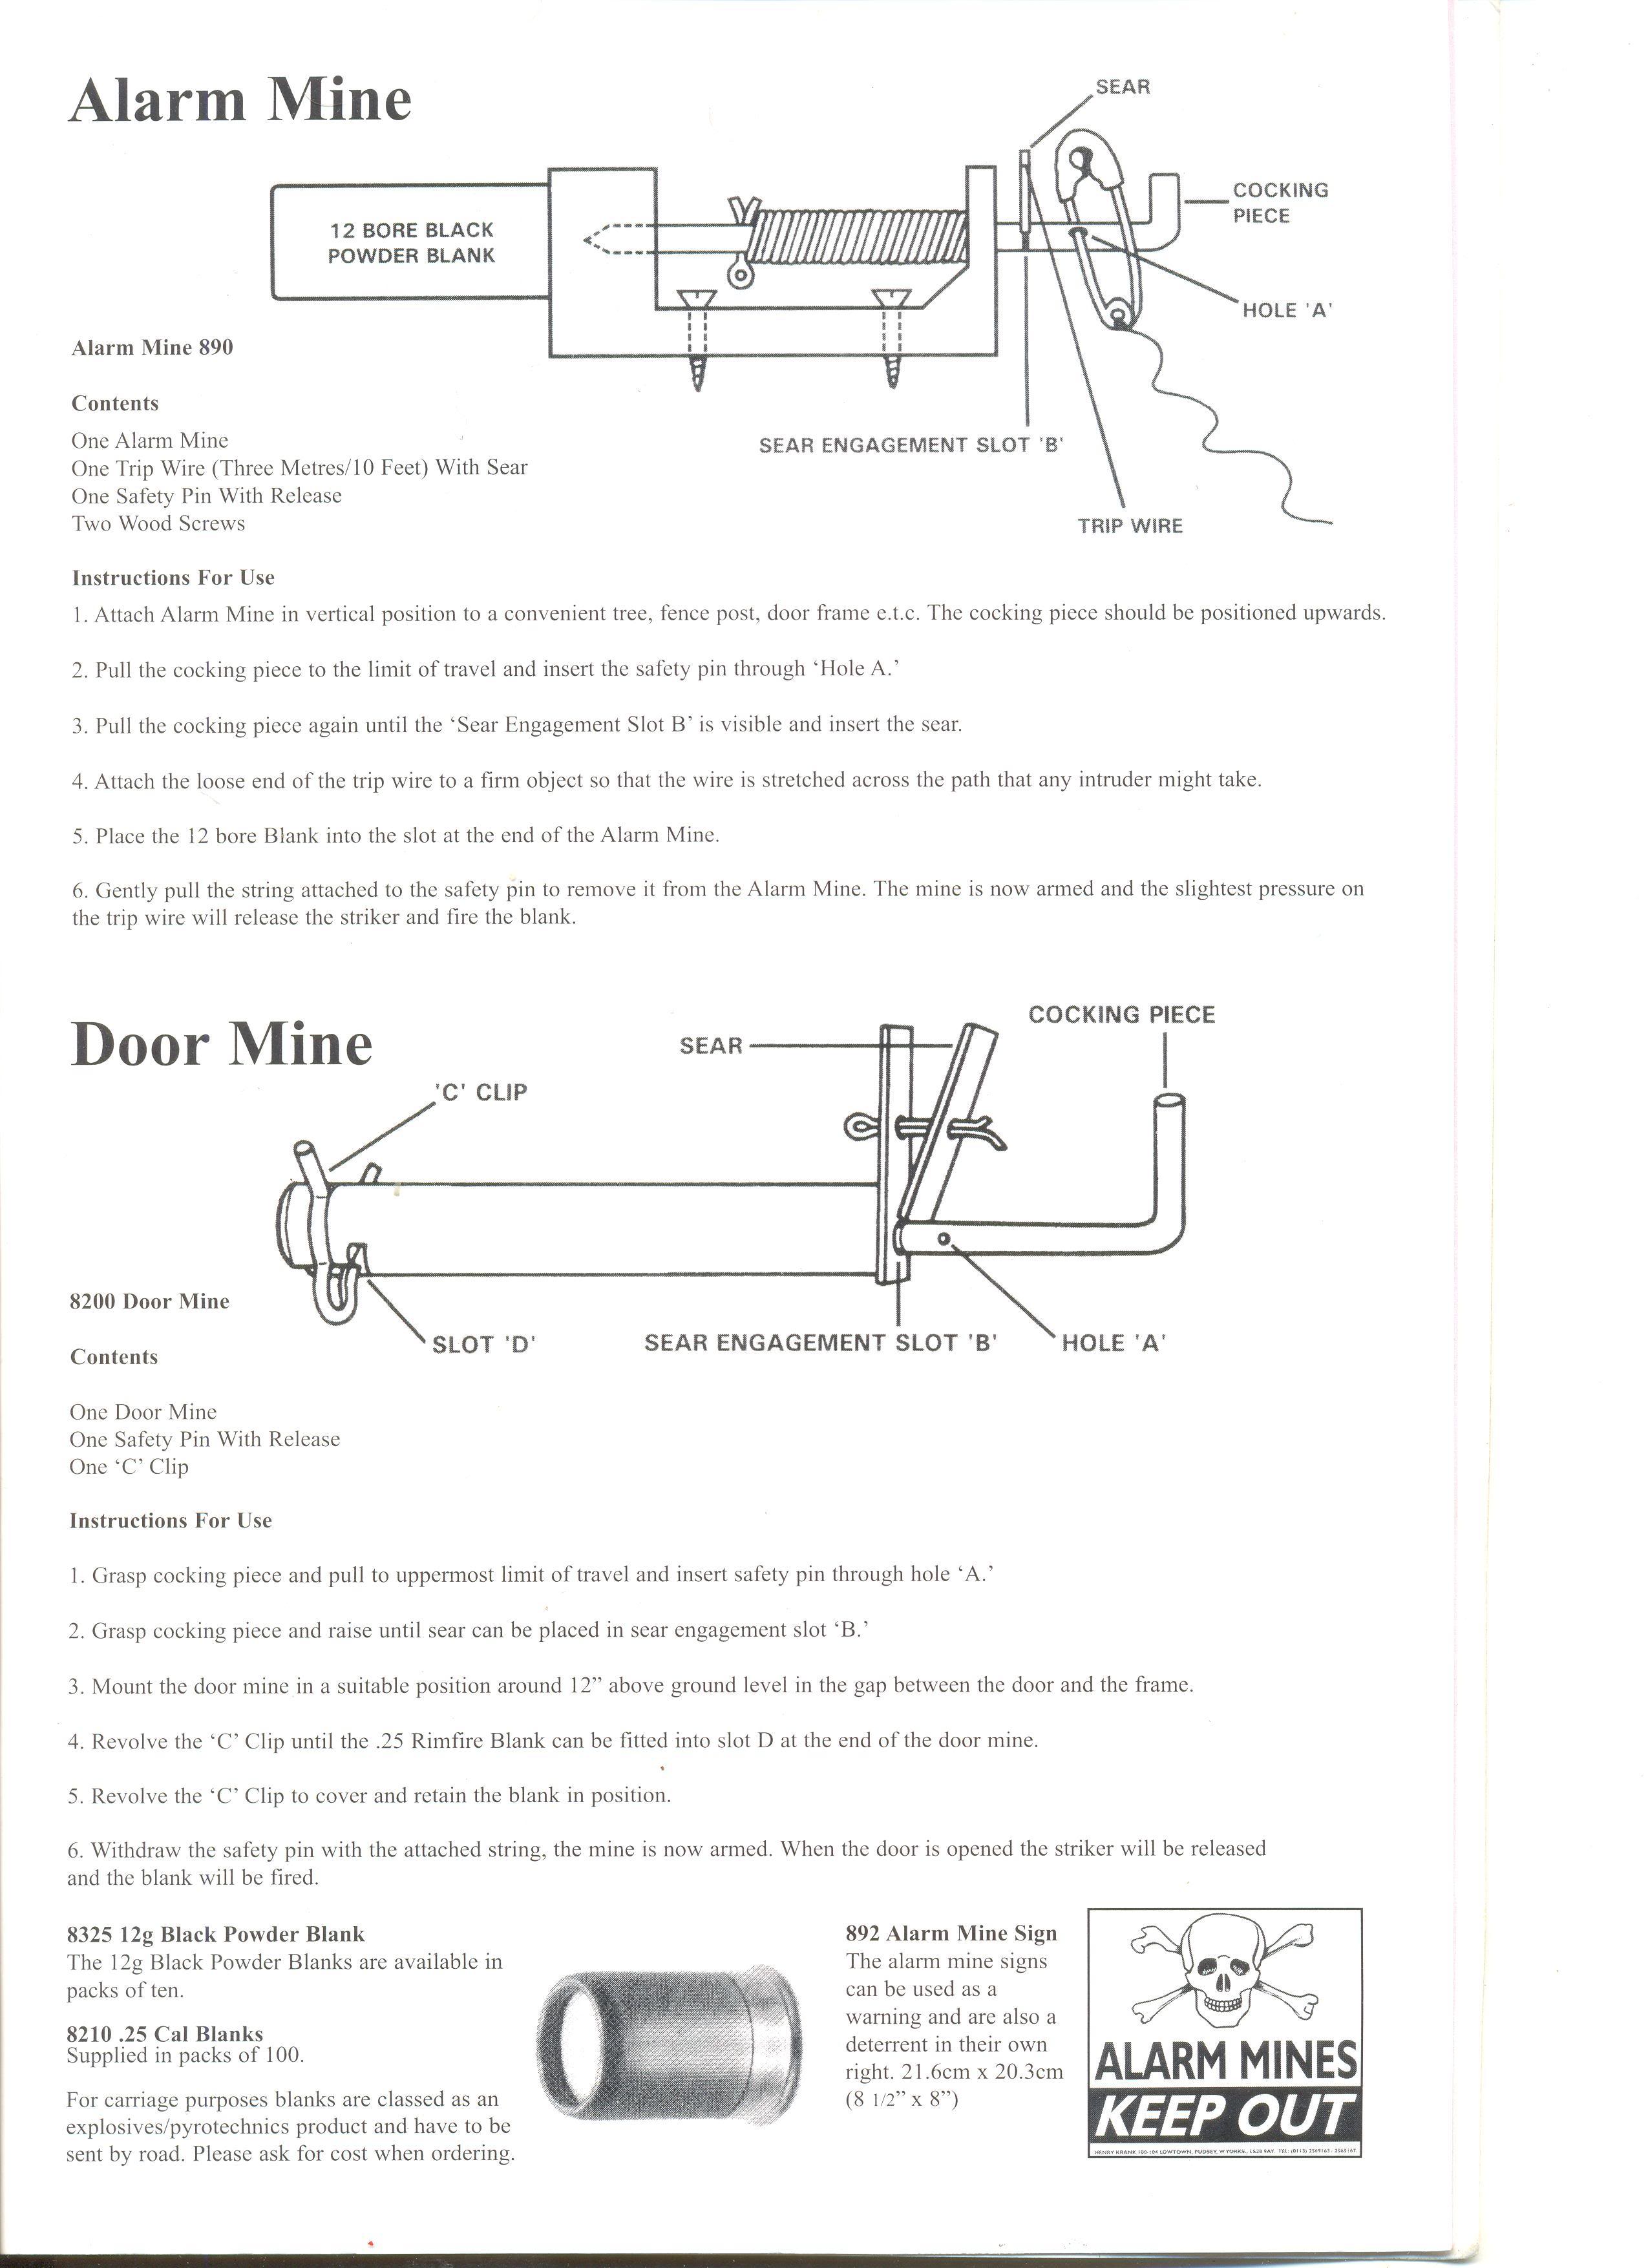 Alarm Mine
SEAR
COCKING
PIECE
12 BORE BLACK
POWDER BLANK
HOLE 'A'
Alarm Mine 890
Contents
SEAR ENGAGEMENT SLOT 'B'
One Alarm Mine
One Trip Wire (Three Metres/10 Feet) With Sear
One Safety Pin With Release
Two Wood Screws
TRIP WIRE
Instructions For Use
1. Attach Alarm Mine in vertical position to a convenient tree, fence post, door frame e.t.c. The cocking piece should be positioned upwards.
2. Pull the cocking piece to the limit of travel and insert the safety pin through ‘Hole A.’
3. Pull the cocking piece again until the ‘Sear Engagement Slot B’ is visible and insert the sear.
4. Attach the loose end of the trip wire to a firm object so that the wire is stretched across the path that any intruder might take.
5. Place the 12 bore Blank into the slot at the end of the Alarm Mine.
6. Gently pull the string attached to the safety pin to remove it from the Alarm Mine. The mine is now armed and the slightest pressure on
the trip wire will release the striker and fire the blank.
Door Mine
COCKING PIECE
SEAR
'C' CLIP
8200 Door Mine
SLOT 'D'
SEAR ENGAGEMENT SLOT 'B'
HOLE 'A'
Contents
One Door Mine
One Safety Pin With Release
One ‘C’ Clip
Instructions For Use
1. Grasp cocking piece and pull to uppermost limit of travel and insert safety pin through hole ‘A.’
2. Grasp cocking piece and raise until sear can be placed in sear engagement slot ‘B.’
3. Mount the door mine in a suitable position around 12” above ground level in the gap between the door and the frame.
4. Revolve the ‘C’ Clip until the .25 Rimfire Blank can be fitted into slot D at the end of the door mine.
5. Revolve the ‘C’ Clip to cover and retain the blank in position.
6. Withdraw the safety pin with the attached string, the mine is now armed. When the door is opened the striker will be released
and the blank will be fired.
8325 12g Black Powder Blank
The 12g Black Powder Blanks are available in
packs of ten.
8210 .25 Cal Blanks
Supplied in packs of 100.
For carriage purposes blanks are classed as an
explosives/pyrotechnics product and have to be
sent by road. Please ask for cost when ordering.
892 Alarm Mine Sign
The alarm mine signs
can be used as a
warning and are also a
deterrent in their own
right. 21.6cm x 20.3cm
(8 1/2” x 8”)
ALARM MINES
KEEP OUT
HENRY KRANK 100-104 LOWTOWN, PUDSEY, W YORKS.,